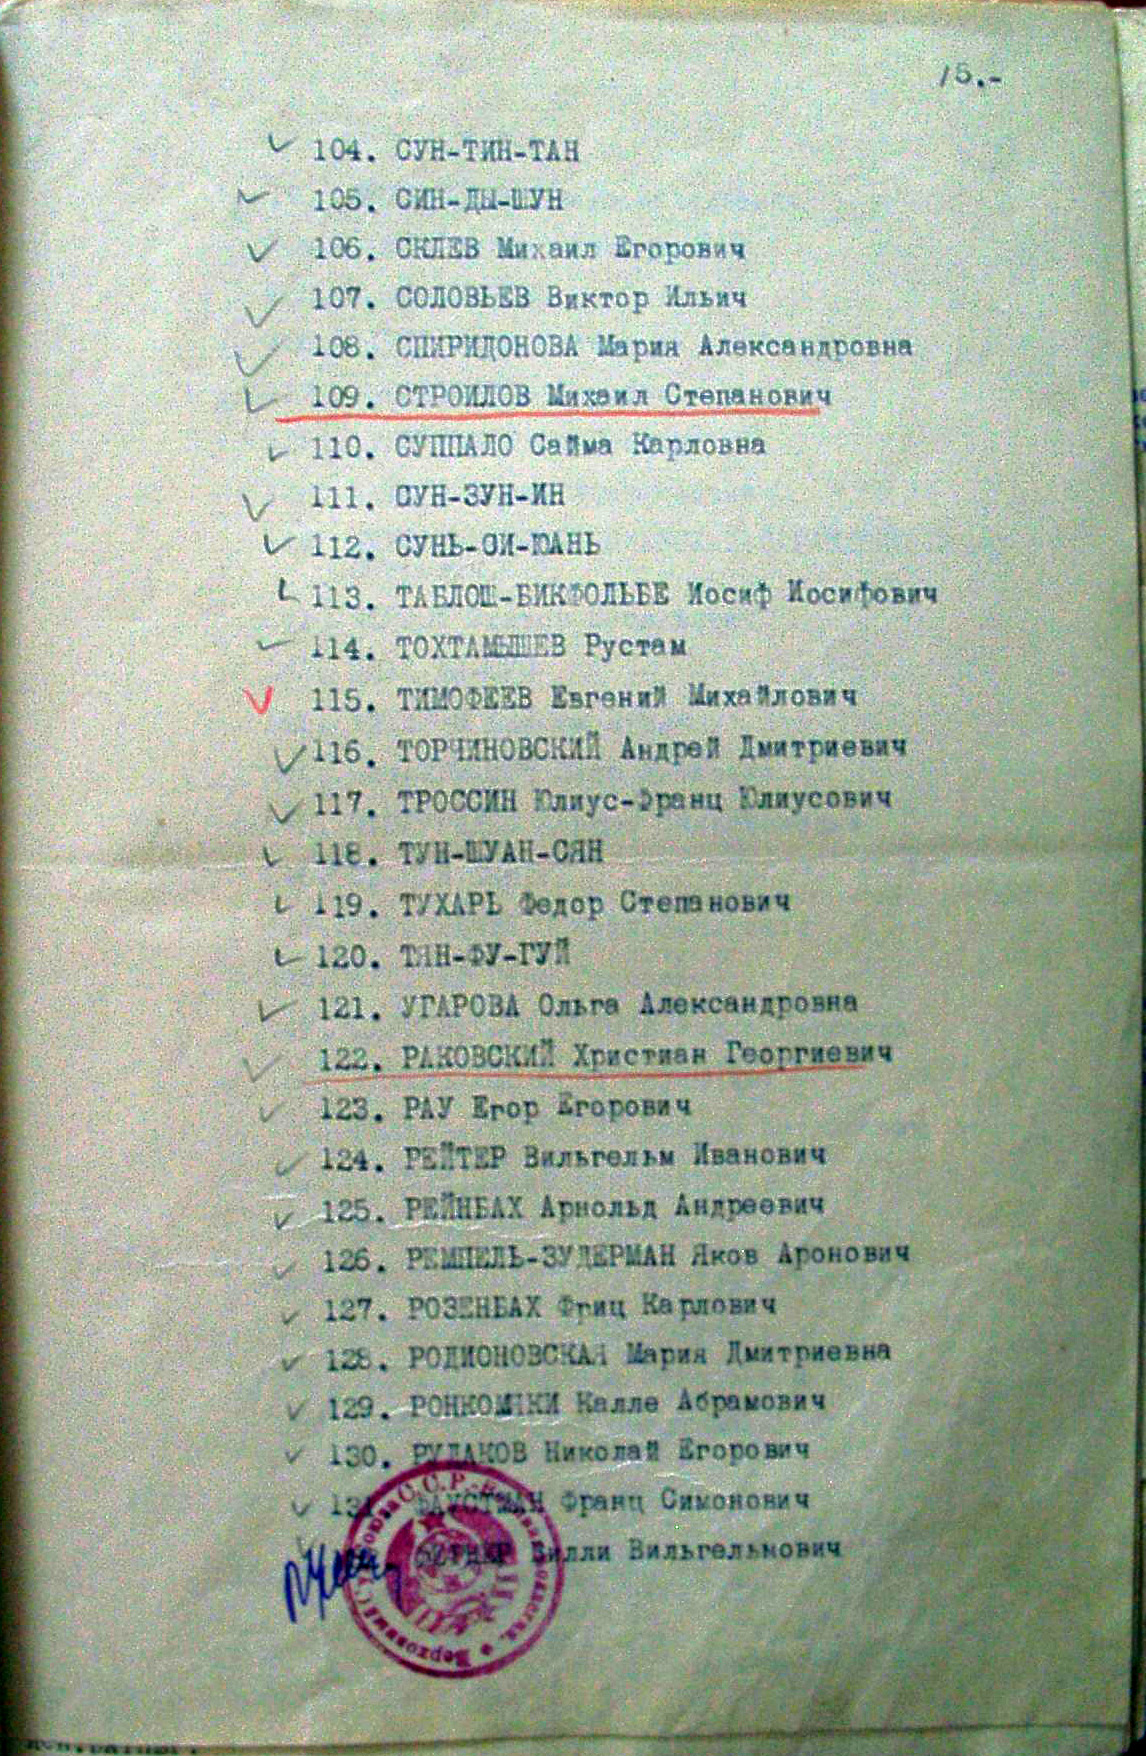 15.-
104. СУН-ТИН-ТАН
105. СИН-ДЫ-ШУН
106. СКЛЕВ Михаил Егорович
107. СОЛОВЬЕВ Виктор Ильич
108. СПИРИДОНОВА Мария Александровна
109. СТРОИЛОВ Михаил Степанович
110. СУППАЛО Сайма Карловна
111. СУН-ЗУН-ИН
112. СУНЬ-СИ-ЮАНЬ
113. ТАБЛОШ-БИКФОЛЬБЕ Иосиф Иосифович
114. ТОХТАМЫШЕВ Рустам
115. ТИМОФЕЕВ Евгений Михайлович
116. ТОРЧИНОВСКИЙ Андрей Дмитриевич
117. ТРОССИН Юлиус-Франц Юлиусович
118. ТУН-ШУАН-СЯН
119. ТУХАРЬ Федор Степанович
120. ТЯН-ФУ-ГУЙ
121. УГАРОВА Ольга Александровна
122. РАКОВСКИЙ Христиан Георгиевич
123. РАУ Егор Егорович
124. РЕЙТЕР Вильгельм Иванович
125. РЕЙНБАХ Арнольд Андреевич
126. РЕМПЕЛЬ-ЗУДЕРМАН Яков Аронович
127. РОЗЕНБАХ Фриц Карлович
128. РОДИОНОВСКАЯ Мария Дмитриевна
129. РОНКОМЯКИ Калле Абрамович
130. РУДАКОВ Николай Егорович
131. ФАУСТМАН Франц Симонович
Вилли Вильгельмович